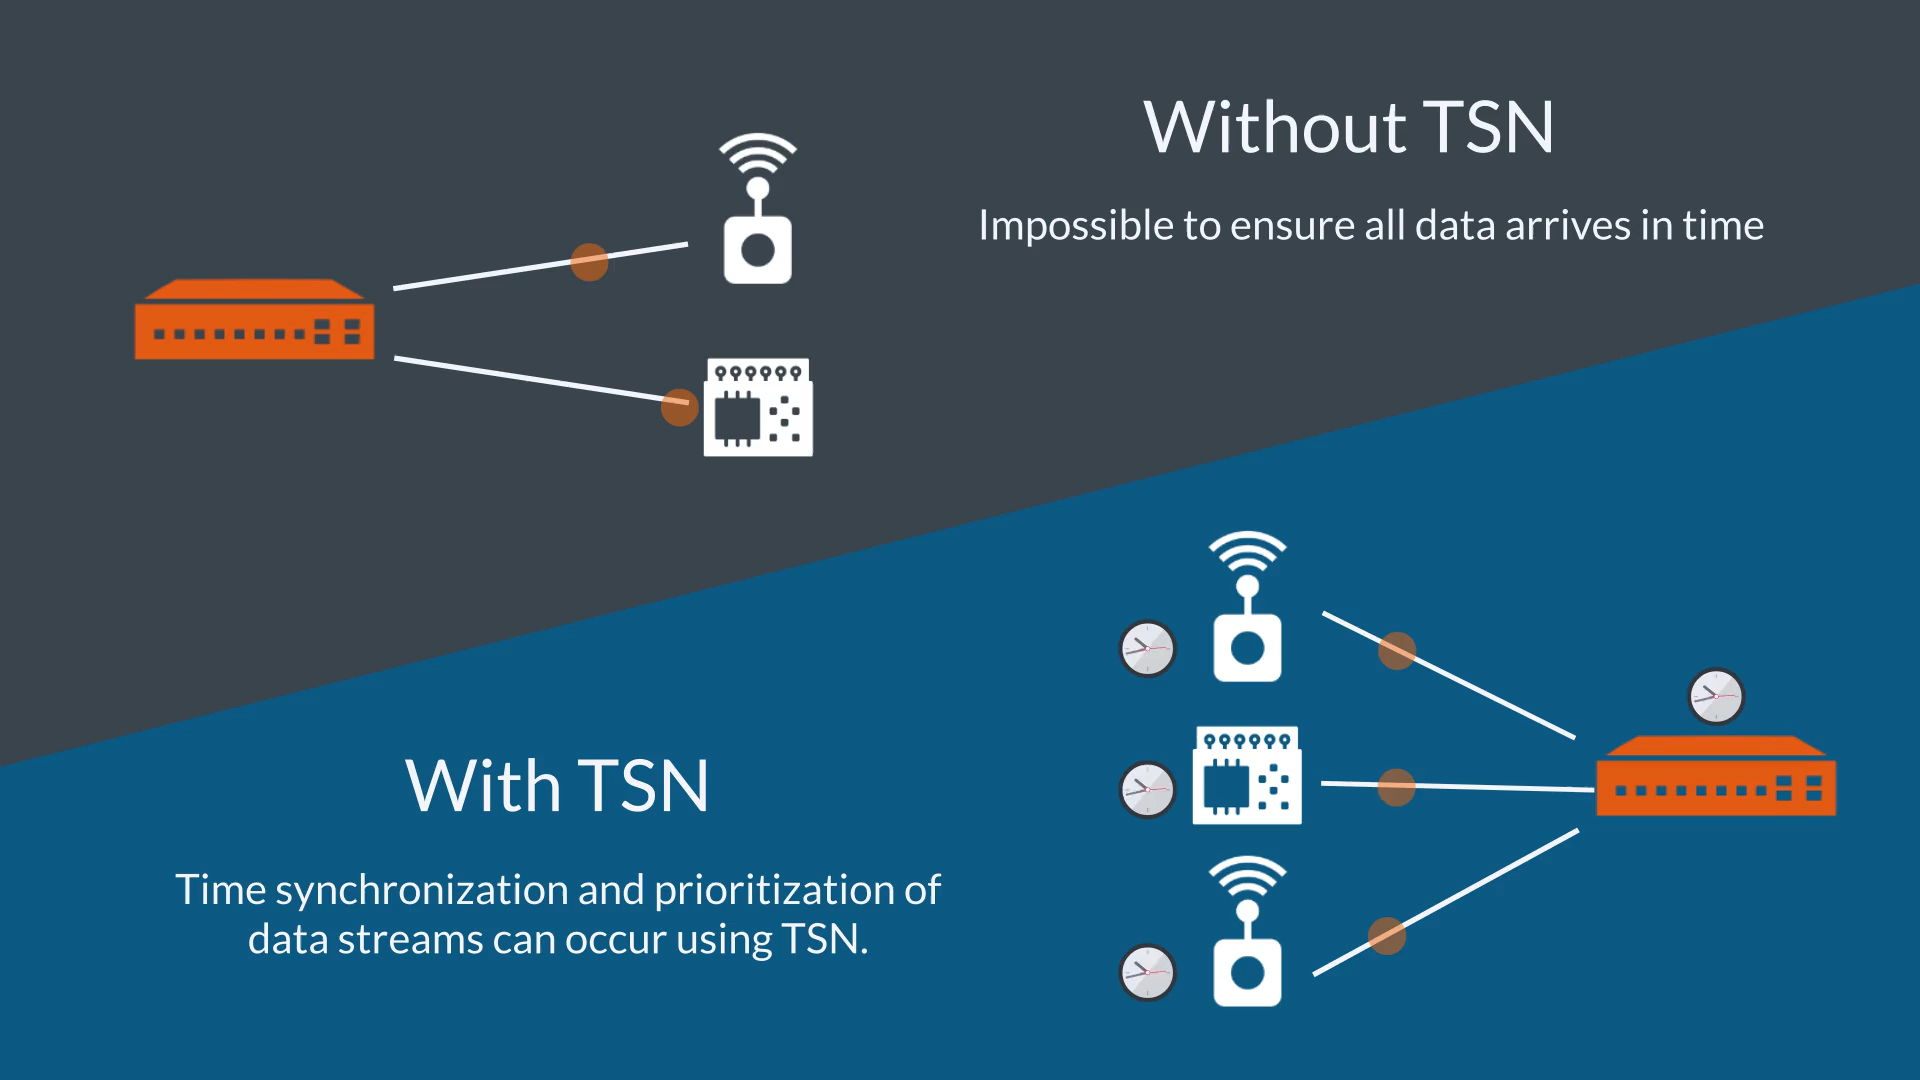 Without TSN
Impossible to ensure all data arrives in time
With TSN
Time synchronization and prioritization of
data streams can occur using TSN.